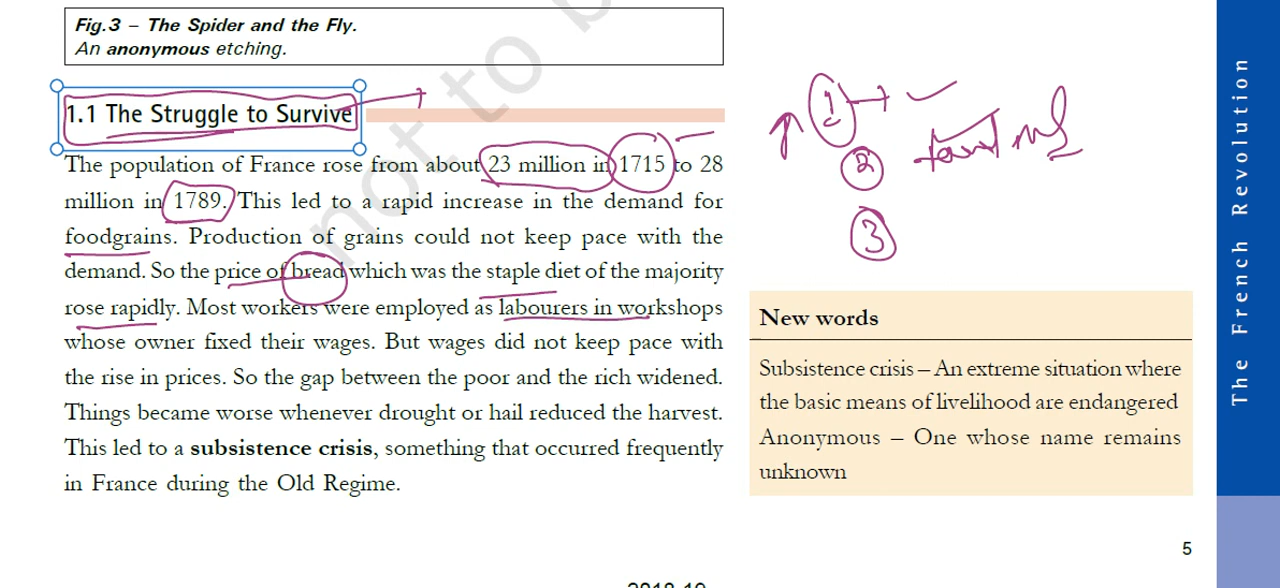 Fig.3 – The Spider and the Fly.
An anonymous etching.
not to b
1.1 The Struggle to Survive
The population of France rose from about 23 million in 1715 to 28
million in 1789. This led to a rapid increase in the demand for
foodgrains. Production of grains could not keep pace with the
demand. So the price of bread which was the staple diet of the majority
rose rapidly. Most workers were employed as labourers in workshops
whose owner fixed their wages. But wages did not keep pace with
the rise in prices. So the gap between the poor and the rich widened.
Things became worse whenever drought or hail reduced the harvest.
This led to a subsistence crisis, something that occurred frequently
in France during the Old Regime.
1
2
3
New words
Subsistence crisis – An extreme situation where
the basic means of livelihood are endangered
Anonymous – One whose name remains
unknown
The French Revolution
5
2018-19